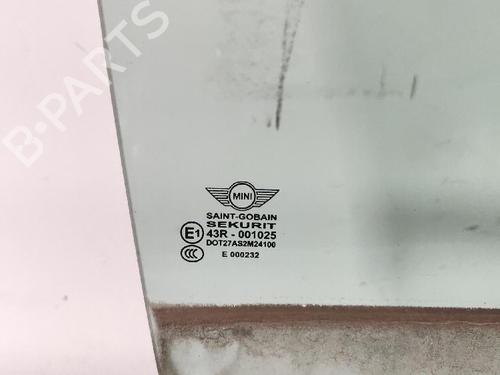 B-PARTS
MINI
SAINT-GOBAIN
SEKURIT
E1 43R - 001025
DOT27AS2M24100
CCC E 000232